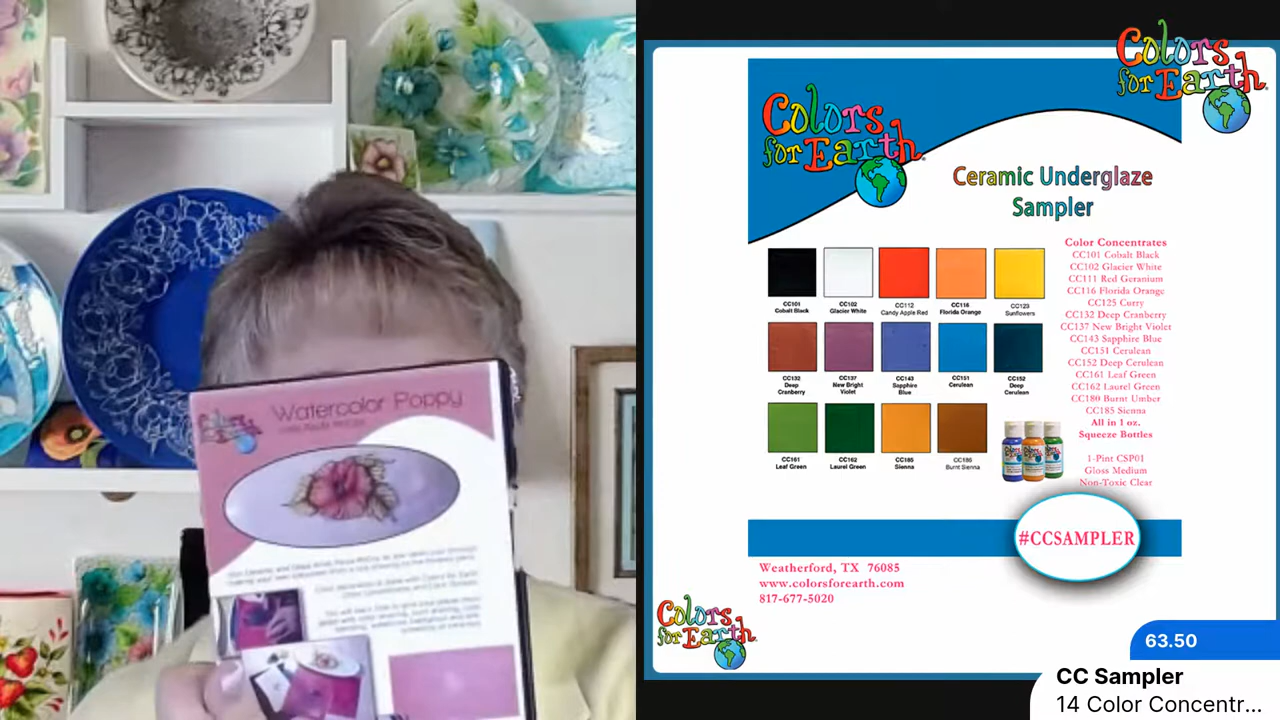 Watercolor Poppy
Colors
for Earth
Colors
for Earth
Colors
for Earth
Ceramic Underglaze
Sampler
CC101
Cobalt Black
CC102
Glacier White
CC112
Candy Apple Red
CC116
Florida Orange
CC123
Sunflowers
CC132
Deep
Cranberry
CC137
New Bright
Violet
CC143
Sapphire
Blue
CC151
Cerulean
CC152
Deep
Cerulean
CC161
Leaf Green
CC162
Laurel Green
CC185
Sienna
Burnt Sienna
Color Concentrates
CC101 Cobalt Black
CC102 Glacier White
CC111 Red Geranium
CC116 Florida Orange
CC125 Curry
CC132 Deep Cranberry
CC137 New Bright Violet
CC143 Sapphire Blue
CC151 Cerulean
CC152 Deep Cerulean
CC161 Leaf Green
CC162 Laurel Green
CC180 Burnt Umber
CC185 Sienna
All in 1 oz.
Squeeze Bottles
1-Pint CSP01
Gloss Medium
Non-Toxic Clear
#CCSAMPLER
Weatherford, TX 76085
www.colorsforearth.com
817-677-5020
Colors
for Earth
63.50
CC Sampler
14 Color Concentr...